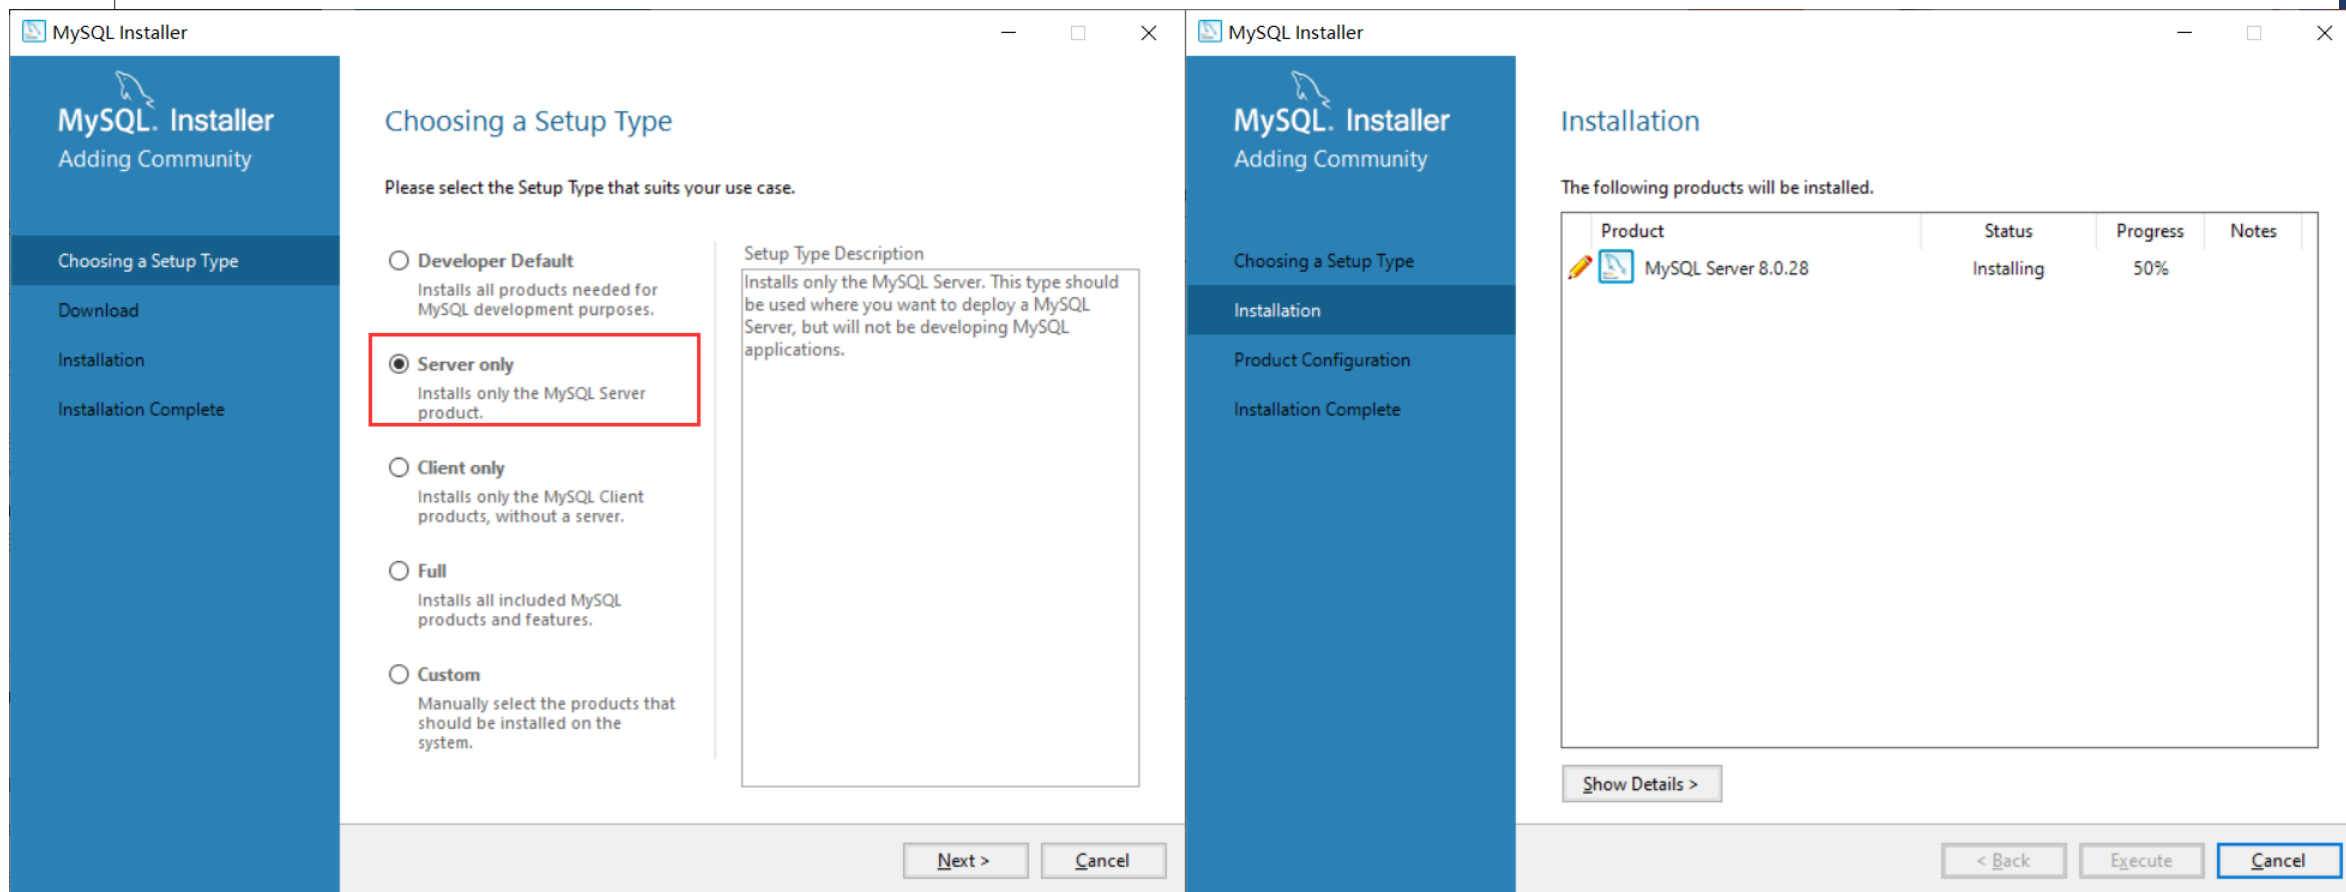 MySQL Installer
MySQL. Installer
Adding Community
Choosing a Setup Type
Download
Installation
Installation Complete
Choosing a Setup Type
Please select the Setup Type that suits your use case.
Developer Default
Installs all products needed for
MySQL development purposes.
Server only
Installs only the MySQL Server
product.
Client only
Installs only the MySQL Client
products, without a server.
Full
Installs all included MySQL
products and features.
Custom
Manually select the products that
should be installed on the
system.
Setup Type Description
Installs only the MySQL Server. This type should
be used where you want to deploy a MySQL
Server, but will not be developing MySQL
applications.
Next >
Cancel
MySQL Installer
MySQL. Installer
Adding Community
Choosing a Setup Type
Installation
Product Configuration
Installation Complete
Installation
The following products will be installed.
Product Status Progress Notes
MySQL Server 8.0.28 Installing 50%
Show Details >
< Back
Execute
Cancel